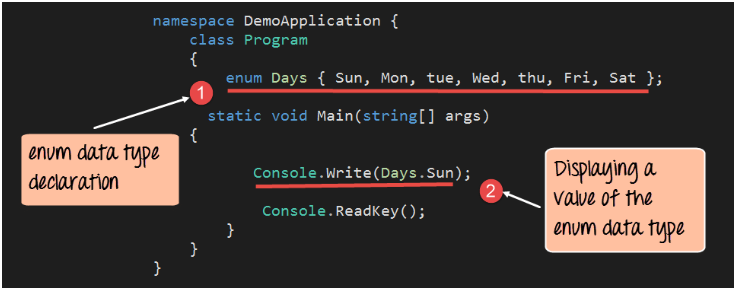 namespace DemoApplication {
class Program
{
enum Days { Sun, Mon, tue, Wed, thu, Fri, Sat };
1
static void Main(string[] args)
{
enum data type
declaration
Console.Write(Days.Sun);
2
Displaying a
value of the
enum data type
Console.ReadKey();
}
}
}